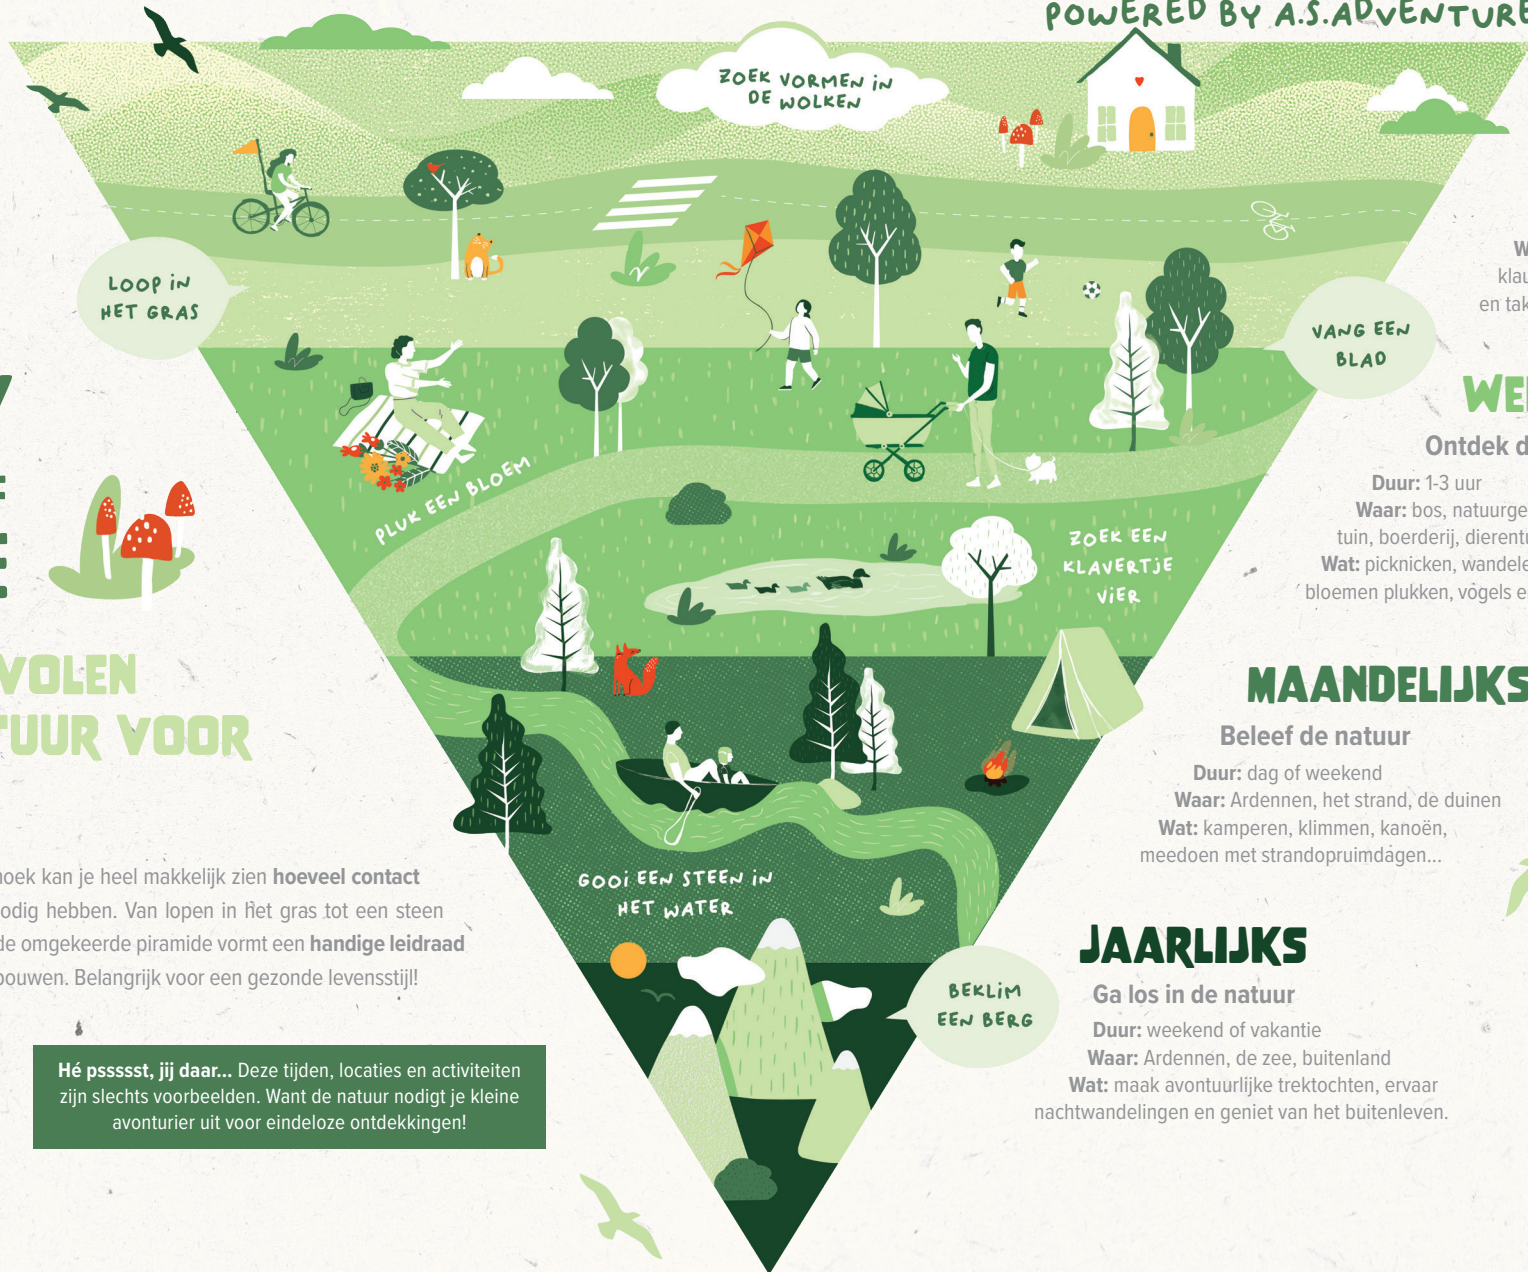 POWERED BY A.S.ADVENTURE
ZOEK VORMEN IN
DE WOLKEN
LOOP IN
HET GRAS
VANG EEN
BLAD
PLUK EEN BLOEM
ZOEK EEN
KLAVERTJE
VIER
GOOI EEN STEEN IN
HET WATER
BEKLIM
EEN BERG
VOLEN
TUUR VOOR
hoek kan je heel makkelijk zien hoeveel contact
odig hebben. Van lopen in het gras tot een steen
de omgekeerde piramide vormt een handige leidraad
bouwen. Belangrijk voor een gezonde levensstijl!
Hé psssssst, jij daar... Deze tijden, locaties en activiteiten
zijn slechts voorbeelden. Want de natuur nodigt je kleine
avonturier uit voor eindeloze ontdekkingen!
W
klau
en tak
WE
Ontdek d
Duur: 1-3 uur
Waar: bos, natuurge
tuin, boerderij, dierentu
Wat: picknicken, wandele
bloemen plukken, vogels e
MAANDELIJKS
Beleef de natuur
Duur: dag of weekend
Waar: Ardennen, het strand, de duinen
Wat: kamperen, klimmen, kanoën,
meedoen met strandopruimdagen...
JAARLIJKS
Ga los in de natuur
Duur: weekend of vakantie
Waar: Ardennen, de zee, buitenland
Wat: maak avontuurlijke trektochten, ervaar
nachtwandelingen en geniet van het buitenleven.